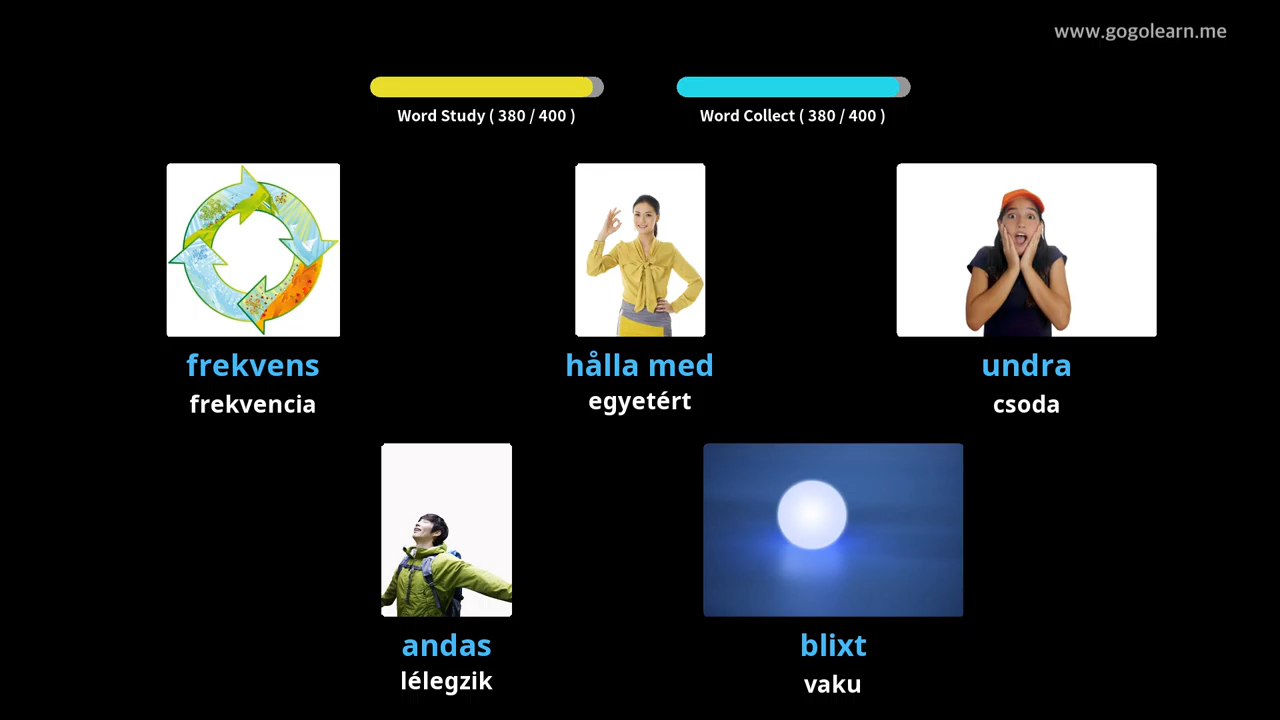 www.gogolearn.me
Word Study ( 380 / 400 )
Word Collect ( 380 / 400 )
frekvens
frekvencia
hålla med
egyetért
undra
csoda
andas
lélegzik
blixt
vaku